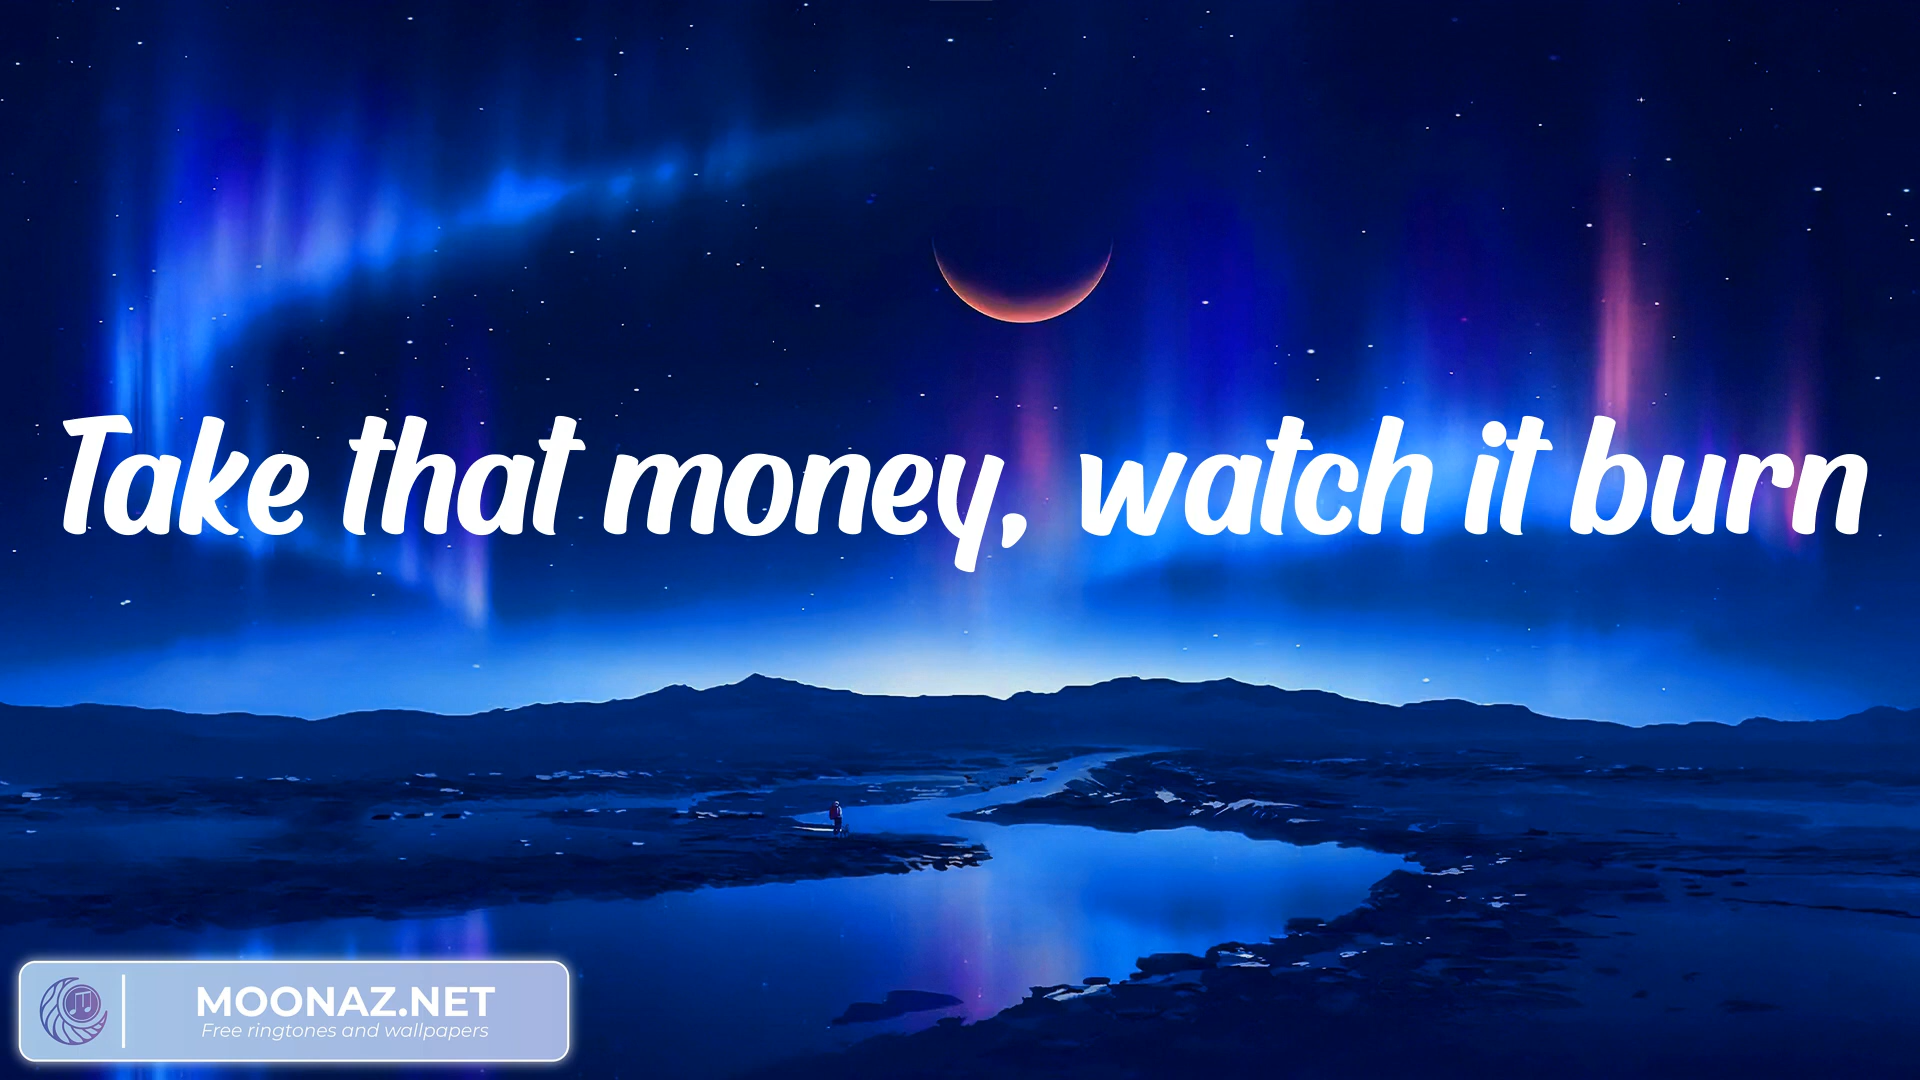 Take that money, watch it burn
MOONAZ.NET
Free ringtones and wallpapers